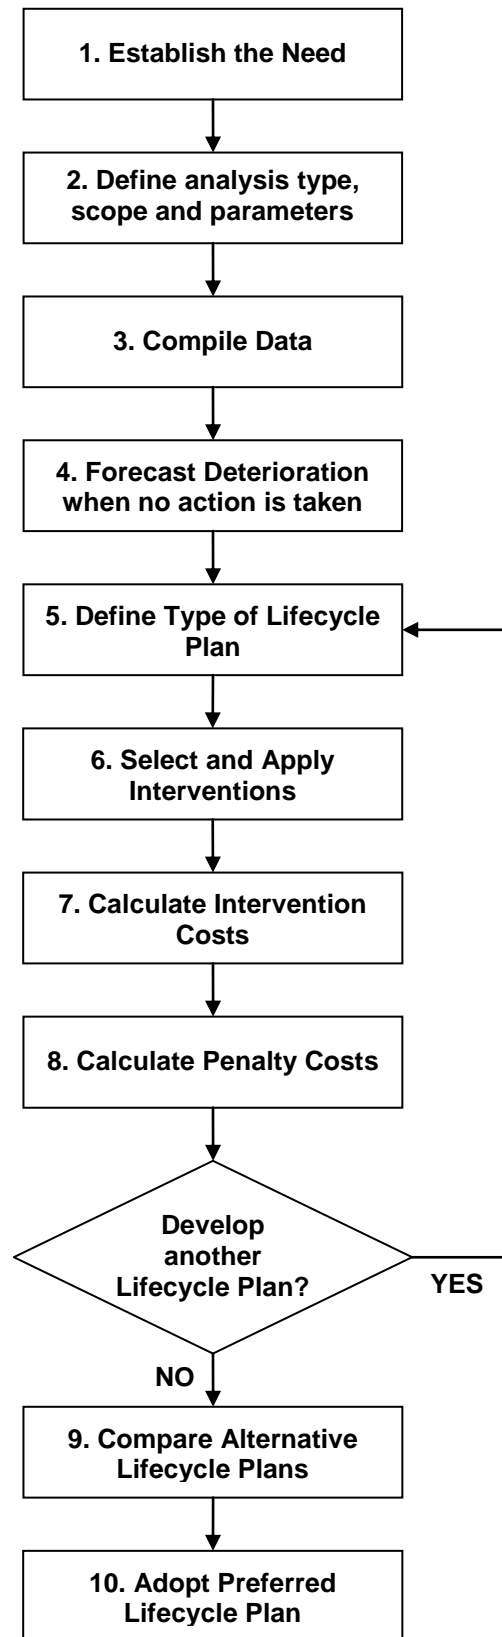 1. Establish the Need
2. Define analysis type,
scope and parameters
3. Compile Data
4. Forecast Deterioration
when no action is taken
5. Define Type of Lifecycle
Plan
6. Select and Apply
Interventions
7. Calculate Intervention
Costs
8. Calculate Penalty Costs
Develop
another
Lifecycle Plan?
YES
NO
9. Compare Alternative
Lifecycle Plans
10. Adopt Preferred
Lifecycle Plan